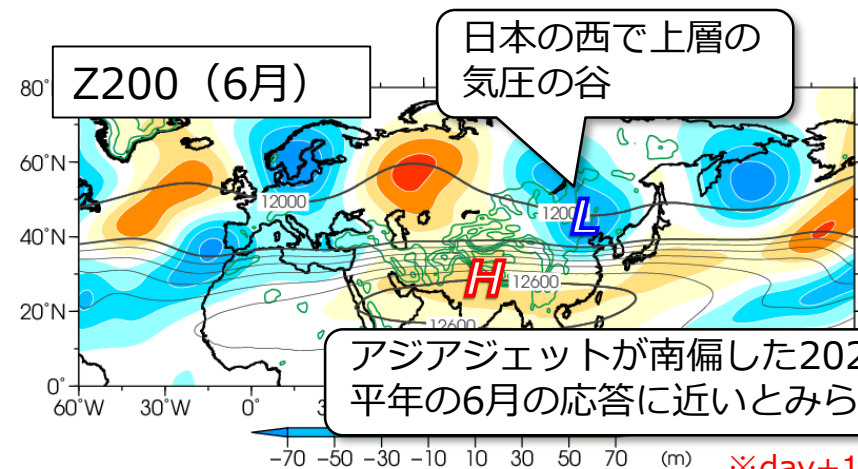 日本の西で上層の
気圧の谷
Z200（6月）
80°
60°N
40°N
20°N
0°
12000
1200
L
H
12600
12600
アジアジェットが南偏した202
平年の6月の応答に近いとみら
60°W 30°W 0° 3
-70 -50 -30 -10 10 30 50 70 (m)
※day+1